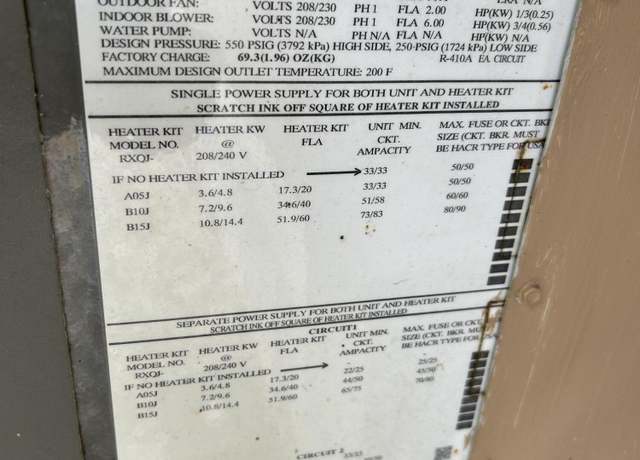 OUTDOOR FAN: VOLTS 208/230 PH 1 FLA 2.00 HP(KW) 1/3(0.25)
INDOOR BLOWER: VOLTS 208/230 PH 1 FLA 6.00 HP(KW) 3/4(0.56)
WATER PUMP: VOLTS N/A PH N/A FLA N/A HP(KW) N/A
DESIGN PRESSURE: 550 PSIG (3792 kPa) HIGH SIDE, 250 PSIG (1724 kPa) LOW SIDE
FACTORY CHARGE: 69.3(1.96) OZ(KG) R-410A EA. CIRCUIT
MAXIMUM DESIGN OUTLET TEMPERATURE: 200 F
SINGLE POWER SUPPLY FOR BOTH UNIT AND HEATER KIT
SCRATCH INK OFF SQUARE OF HEATER KIT INSTALLED
HEATER KIT HEATER KW HEATER KIT UNIT MIN. MAX. FUSE OR CKT. BKR
MODEL NO. @ FLA CKT. SIZE (CKT. BKR. MUST
RXQJ- 208/240 V AMPACITY BE HACR TYPE FOR USA
IF NO HEATER KIT INSTALLED 33/33 50/50
A05J 3.6/4.8 17.3/20 33/33 50/50
B10J 7.2/9.6 34.6/40 51/58 60/60
B15J 10.8/14.4 51.9/60 73/83 80/90
SEPARATE POWER SUPPLY FOR BOTH UNIT AND HEATER KIT
SCRATCH INK OFF SQUARE OF HEATER KIT INSTALLED
CIRCUIT1
HEATER KIT HEATER KW HEATER KIT UNIT MIN. MAX. FUSE OR CKT.
MODEL NO. @ FLA CKT. SIZE (CKT. BKR. MUST
RXQJ- 208/240 V AMPACITY BE HACR TYPE FOR
IF NO HEATER KIT INSTALLED
A05J 3.6/4.8 17.3/20 22/25 25/25
B10J 7.2/9.6 34.6/40 44/50 45/50
B15J 10.8/14.4 51.9/60 65/75 70/80
CIRCUIT 2
33/33